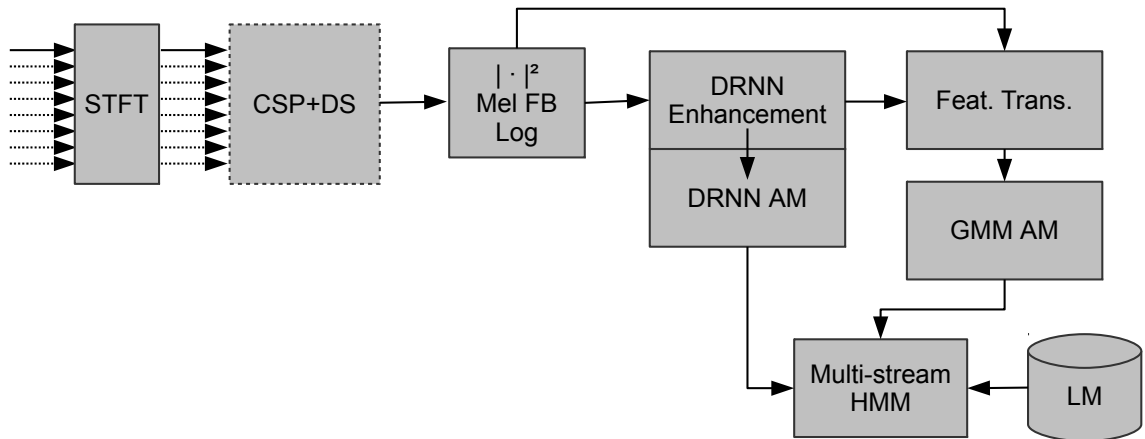 STFT
CSP+DS
| · |²
Mel FB
Log
DRNN
Enhancement
DRNN AM
Feat. Trans.
GMM AM
Multi-stream
HMM
LM